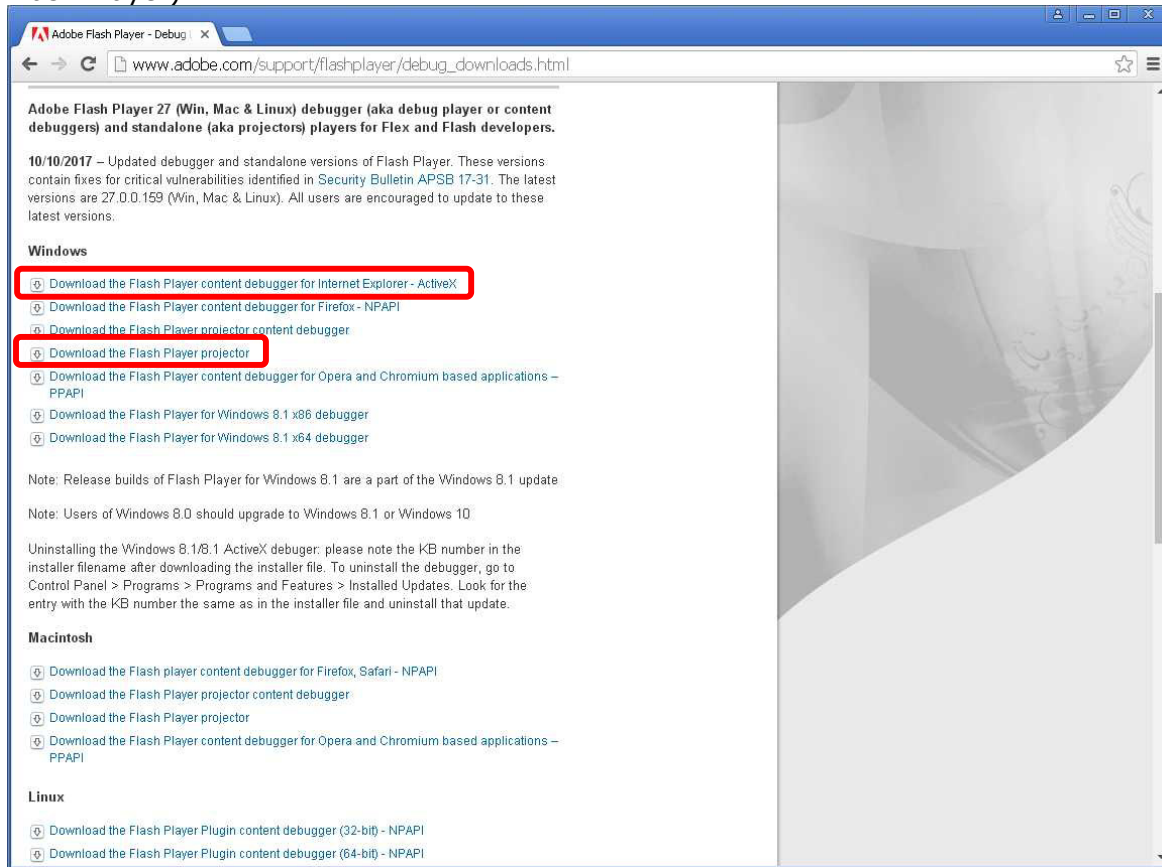 Adobe Flash Player - Debug
www.adobe.com/support/flashplayer/debug_downloads.html
Adobe Flash Player 27 (Win, Mac & Linux) debugger (aka debug player or content
debuggers) and standalone (aka projectors) players for Flex and Flash developers.
10/10/2017 – Updated debugger and standalone versions of Flash Player. These versions
contain fixes for critical vulnerabilities identified in Security Bulletin APSB 17-31. The latest
versions are 27.0.0.159 (Win, Mac & Linux). All users are encouraged to update to these
latest versions.
Windows
Download the Flash Player content debugger for Internet Explorer - ActiveX
Download the Flash Player content debugger for Firefox - NPAPI
Download the Flash Player projector content debugger
Download the Flash Player projector
Download the Flash Player content debugger for Opera and Chromium based applications –
PPAPI
Download the Flash Player for Windows 8.1 x86 debugger
Download the Flash Player for Windows 8.1 x64 debugger
Note: Release builds of Flash Player for Windows 8.1 are a part of the Windows 8.1 update
Note: Users of Windows 8.0 should upgrade to Windows 8.1 or Windows 10
Uninstalling the Windows 8.1/8.1 ActiveX debuger: please note the KB number in the
installer filename after downloading the installer file. To uninstall the debugger, go to
Control Panel > Programs > Programs and Features > Installed Updates. Look for the
entry with the KB number the same as in the installer file and uninstall that update.
Macintosh
Download the Flash player content debugger for Firefox, Safari - NPAPI
Download the Flash Player projector content debugger
Download the Flash Player projector
Download the Flash Player content debugger for Opera and Chromium based applications –
PPAPI
Linux
Download the Flash Player Plugin content debugger (32-bit) - NPAPI
Download the Flash Player Plugin content debugger (64-bit) - NPAPI